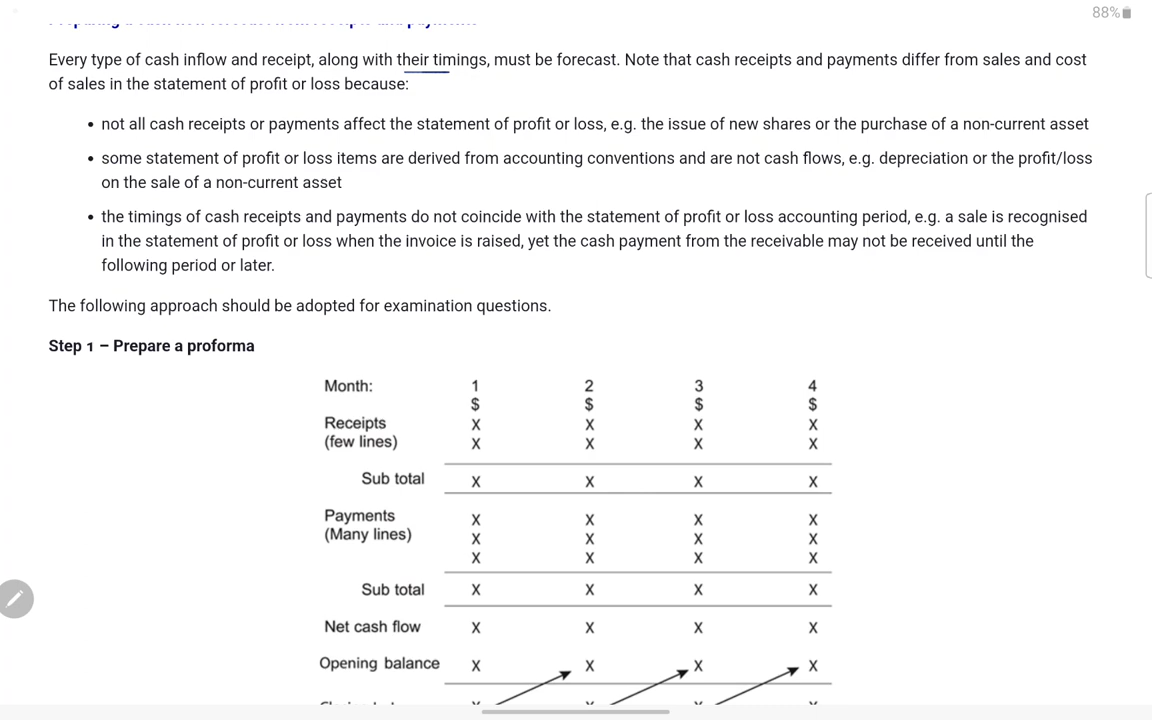 88%
Every type of cash inflow and receipt, along with their timings, must be forecast. Note that cash receipts and payments differ from sales and cost
of sales in the statement of profit or loss because:
• not all cash receipts or payments affect the statement of profit or loss, e.g. the issue of new shares or the purchase of a non-current asset
• some statement of profit or loss items are derived from accounting conventions and are not cash flows, e.g. depreciation or the profit/loss
on the sale of a non-current asset
• the timings of cash receipts and payments do not coincide with the statement of profit or loss accounting period, e.g. a sale is recognised
in the statement of profit or loss when the invoice is raised, yet the cash payment from the receivable may not be received until the
following period or later.
The following approach should be adopted for examination questions.
Step 1 – Prepare a proforma
Month: 1 2 3 4
$ $ $ $
Receipts X X X X
(few lines) X X X X
Sub total X X X X
Payments X X X X
(Many lines) X X X X
X X X X
Sub total X X X X
Net cash flow X X X X
Opening balance X X X X